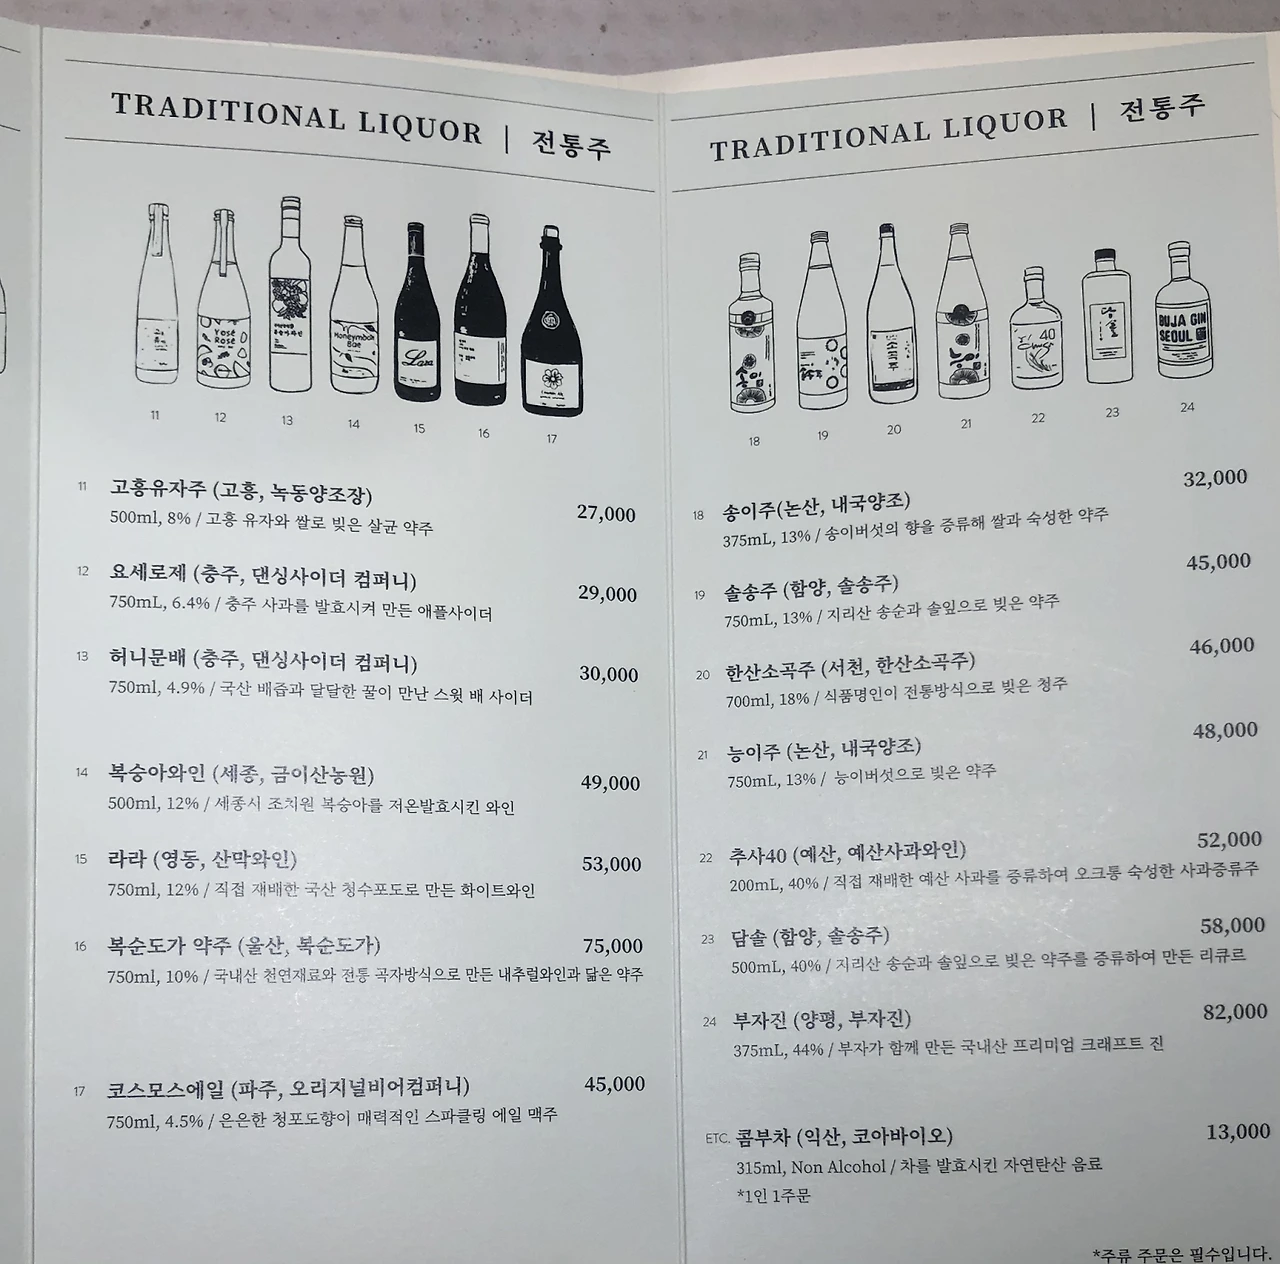 TRADITIONAL LIQUOR | 전통주
Yosé Rosé
Honeymoon Bae
Lara
11 12 13 14 15 16 17
11 고흥유자주 (고흥, 녹동양조장) 27,000
500ml, 8% / 고흥 유자와 쌀로 빚은 살균 약주
12 요세로제 (충주, 댄싱사이더 컴퍼니) 29,000
750mL, 6.4% / 충주 사과를 발효시켜 만든 애플사이더
13 허니문배 (충주, 댄싱사이더 컴퍼니) 30,000
750ml, 4.9% / 국산 배즙과 달달한 꿀이 만난 스윗 배 사이더
14 복숭아와인 (세종, 금이산농원) 49,000
500ml, 12% / 세종시 조치원 복숭아를 저온발효시킨 와인
15 라라 (영동, 산막와인) 53,000
750ml, 12% / 직접 재배한 국산 청수포도로 만든 화이트와인
16 복순도가 약주 (울산, 복순도가) 75,000
750ml, 10% / 국내산 천연재료와 전통 곡자방식으로 만든 내추럴와인과 닮은 약주
17 코스모스에일 (파주, 오리지널비어컴퍼니) 45,000
750ml, 4.5% / 은은한 청포도향이 매력적인 스파클링 에일 맥주
TRADITIONAL LIQUOR | 전통주
송이
소곡주
능이
40
담솔
BUJA GIN
SEOUL
18 19 20 21 22 23 24
18 송이주(논산, 내국양조) 32,000
375mL, 13% / 송이버섯의 향을 증류해 쌀과 숙성한 약주
19 솔송주 (함양, 솔송주) 45,000
750mL, 13% / 지리산 송순과 솔잎으로 빚은 약주
20 한산소곡주 (서천, 한산소곡주) 46,000
700ml, 18% / 식품명인이 전통방식으로 빚은 청주
21 능이주 (논산, 내국양조) 48,000
750mL, 13% / 능이버섯으로 빚은 약주
22 추사40 (예산, 예산사과와인) 52,000
200mL, 40% / 직접 재배한 예산 사과를 증류하여 오크통 숙성한 사과증류주
23 담솔 (함양, 솔송주) 58,000
500mL, 40% / 지리산 송순과 솔잎으로 빚은 약주를 증류하여 만든 리큐르
24 부자진 (양평, 부자진) 82,000
375mL, 44% / 부자가 함께 만든 국내산 프리미엄 크래프트 진
ETC. 콤부차 (익산, 코아바이오) 13,000
315ml, Non Alcohol / 차를 발효시킨 자연탄산 음료
*1인 1주문
*주류 주문은 필수입니다.